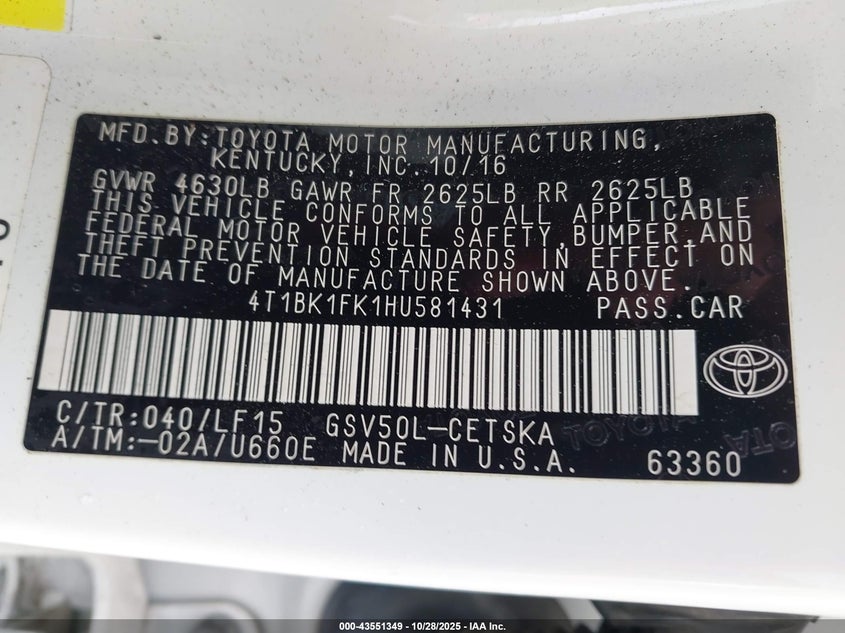 MFD.BY:TOYOTA MOTOR MANUFACTURING,
KENTUCKY,INC.10/16
GVWR 4630LB GAWR FR 2625LB RR 2625LB
THIS VEHICLE CONFORMS TO ALL APPLICABLE
FEDERAL MOTOR VEHICLE SAFETY,BUMPER,AND
THEFT PREVENTION STANDARDS IN EFFECT ON
THE DATE OF MANUFACTURE SHOWN ABOVE.
4T1BK1FK1HU581431 PASS.CAR
C/TR:040/LF15 GSV50L-CETSKA
A/TM:-02A/U660E MADE IN U.S.A. 63360
TOYOTA
000-43551349 | 10/28/2025 | IAA Inc.